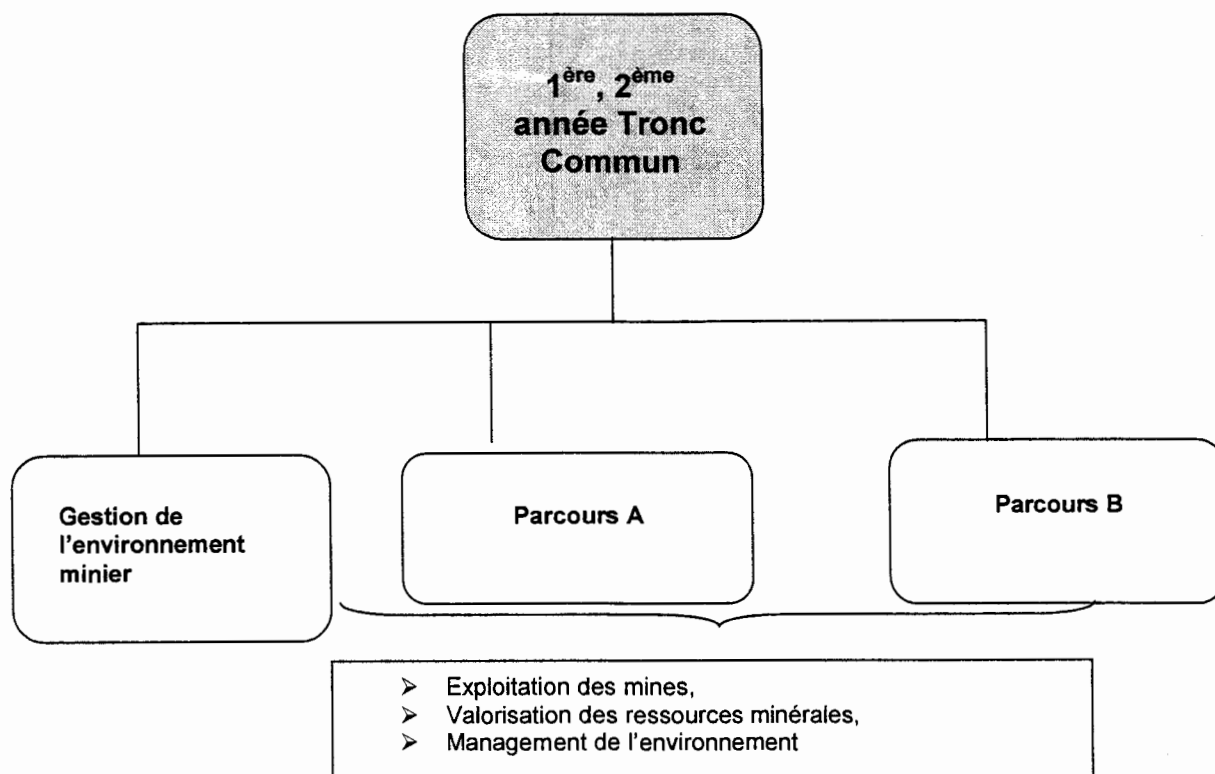 1ère, 2ème
année Tronc
Commun
Gestion de
l'environnement
minier
Parcours A
Parcours B
➢ Exploitation des mines,
➢ Valorisation des ressources minérales,
➢ Management de l'environnement